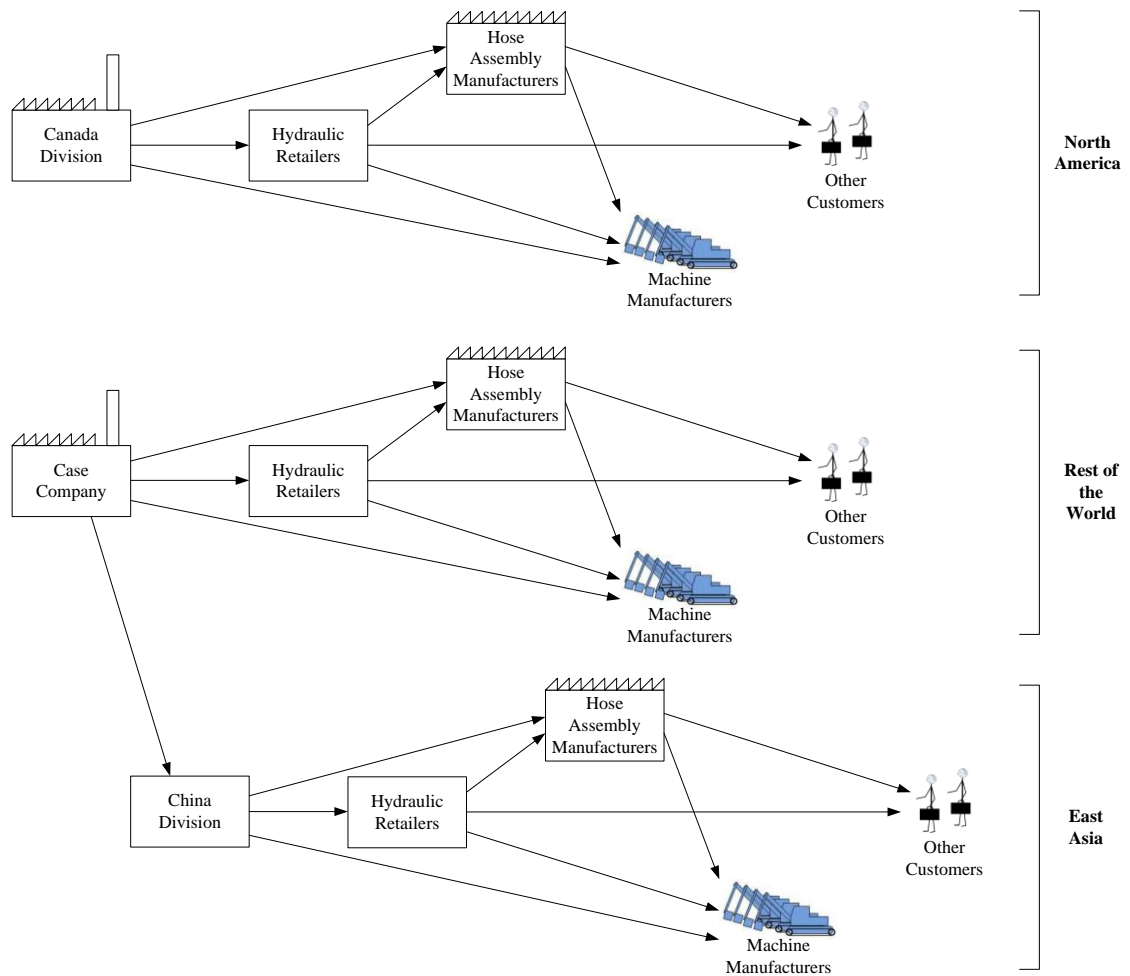 Hose
Assembly
Manufacturers
Canada
Division
Hydraulic
Retailers
Other
Customers
Machine
Manufacturers
North
America
Hose
Assembly
Manufacturers
Case
Company
Hydraulic
Retailers
Other
Customers
Machine
Manufacturers
Rest of
the
World
Hose
Assembly
Manufacturers
China
Division
Hydraulic
Retailers
Other
Customers
Machine
Manufacturers
East
Asia